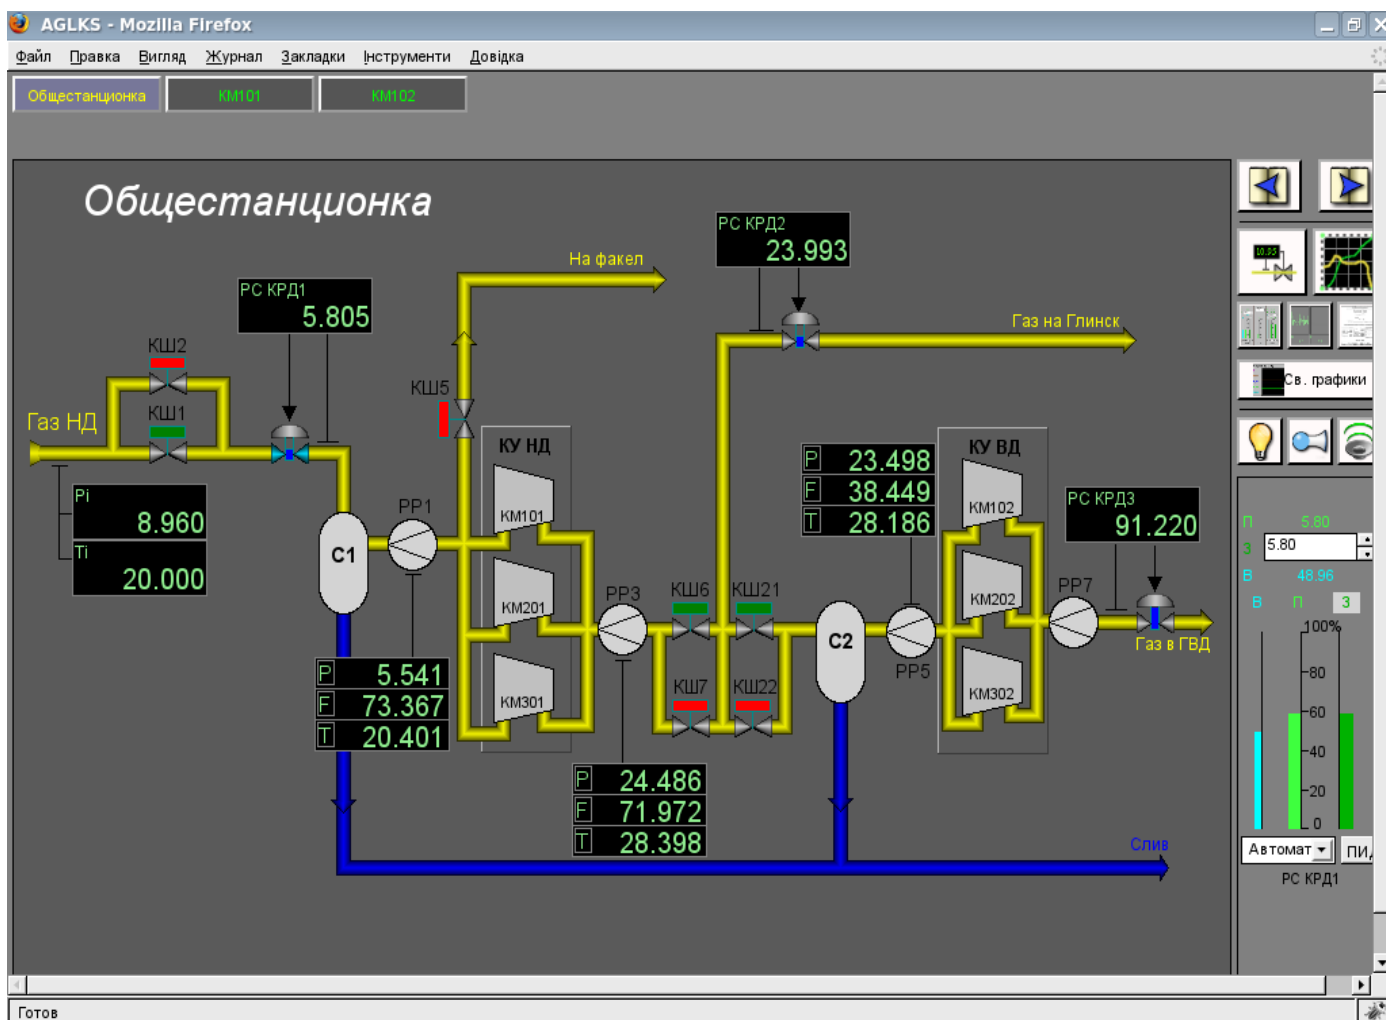 AGLKS - Mozilla Firefox
Файл Правка Вигляд Журнал Закладки Інструменти Довідка
Общестанционка КМ101 КМ102
Общестанционка
РС КРД2
23.993
На факел
РС КРД1
5.805
Газ на Глинск
КШ2
КШ5
КШ1
Газ НД
Св. графики
КУ НД
КУ ВД
P 23.498
F 38.449
T 28.186
Pi
8.960
Ti
20.000
РР1
КМ101
КМ102
РС КРД3
91.220
П 5.80
З 5.80
В 48.96
В П З
С1
КМ201
РР3
КШ6 КШ21
КМ202
РР7
С2
РР5
Газ в ГВД
100%
80
60
40
20
0
P 5.541
F 73.367
T 20.401
КМ301
КШ7 КШ22
КМ302
P 24.486
F 71.972
T 28.398
Слив
Автомат
РС КРД1
Готов